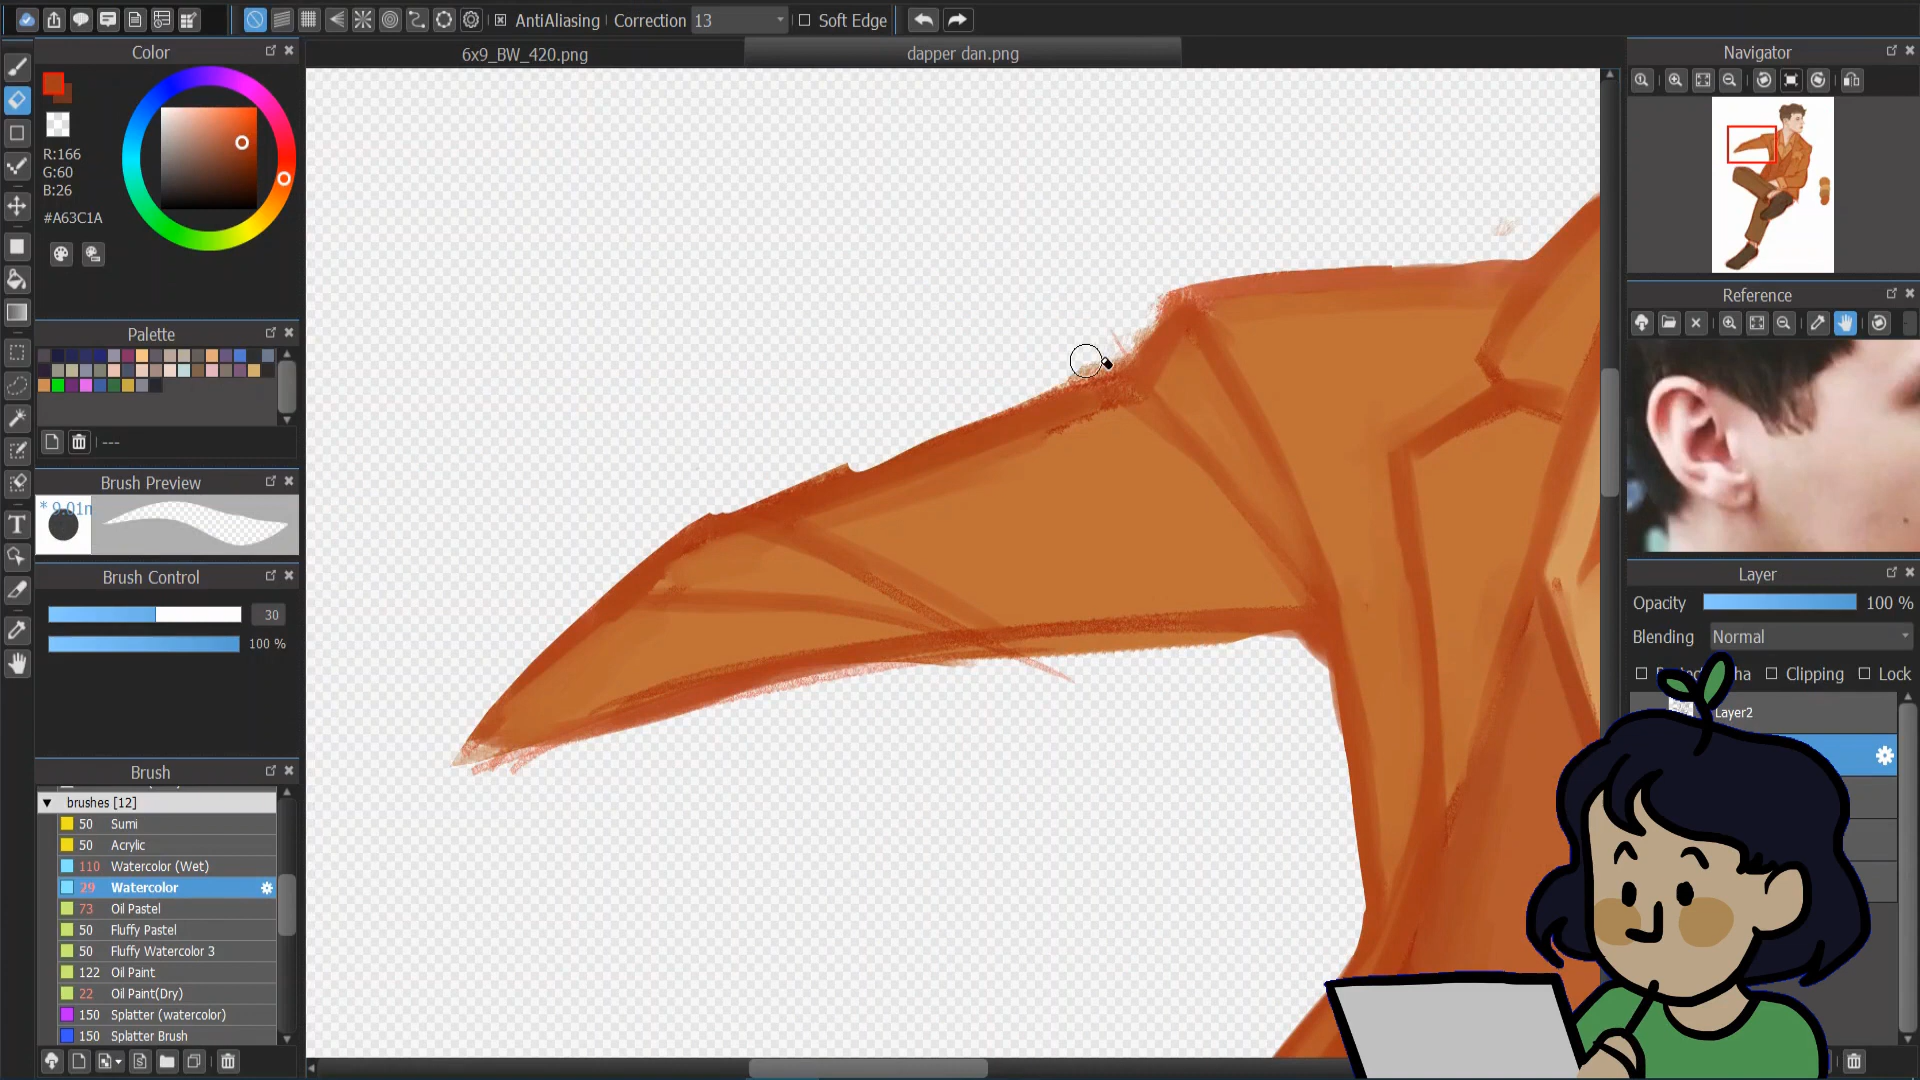 AntiAliasing Correction 13 Soft Edge
Color
6x9_BW_420.png
dapper dan.png
Navigator
R:166
G:60
B:26
#A63C1A
Palette
---
Brush Preview
* 9.01m
Brush Control
30
100 %
Brush
brushes [12]
50 Sumi
50 Acrylic
110 Watercolor (Wet)
29 Watercolor
73 Oil Pastel
50 Fluffy Pastel
50 Fluffy Watercolor 3
122 Oil Paint
22 Oil Paint(Dry)
150 Splatter (watercolor)
150 Splatter Brush
Reference
Layer
Opacity 100 %
Blending Normal
Clipping Lock
Layer2